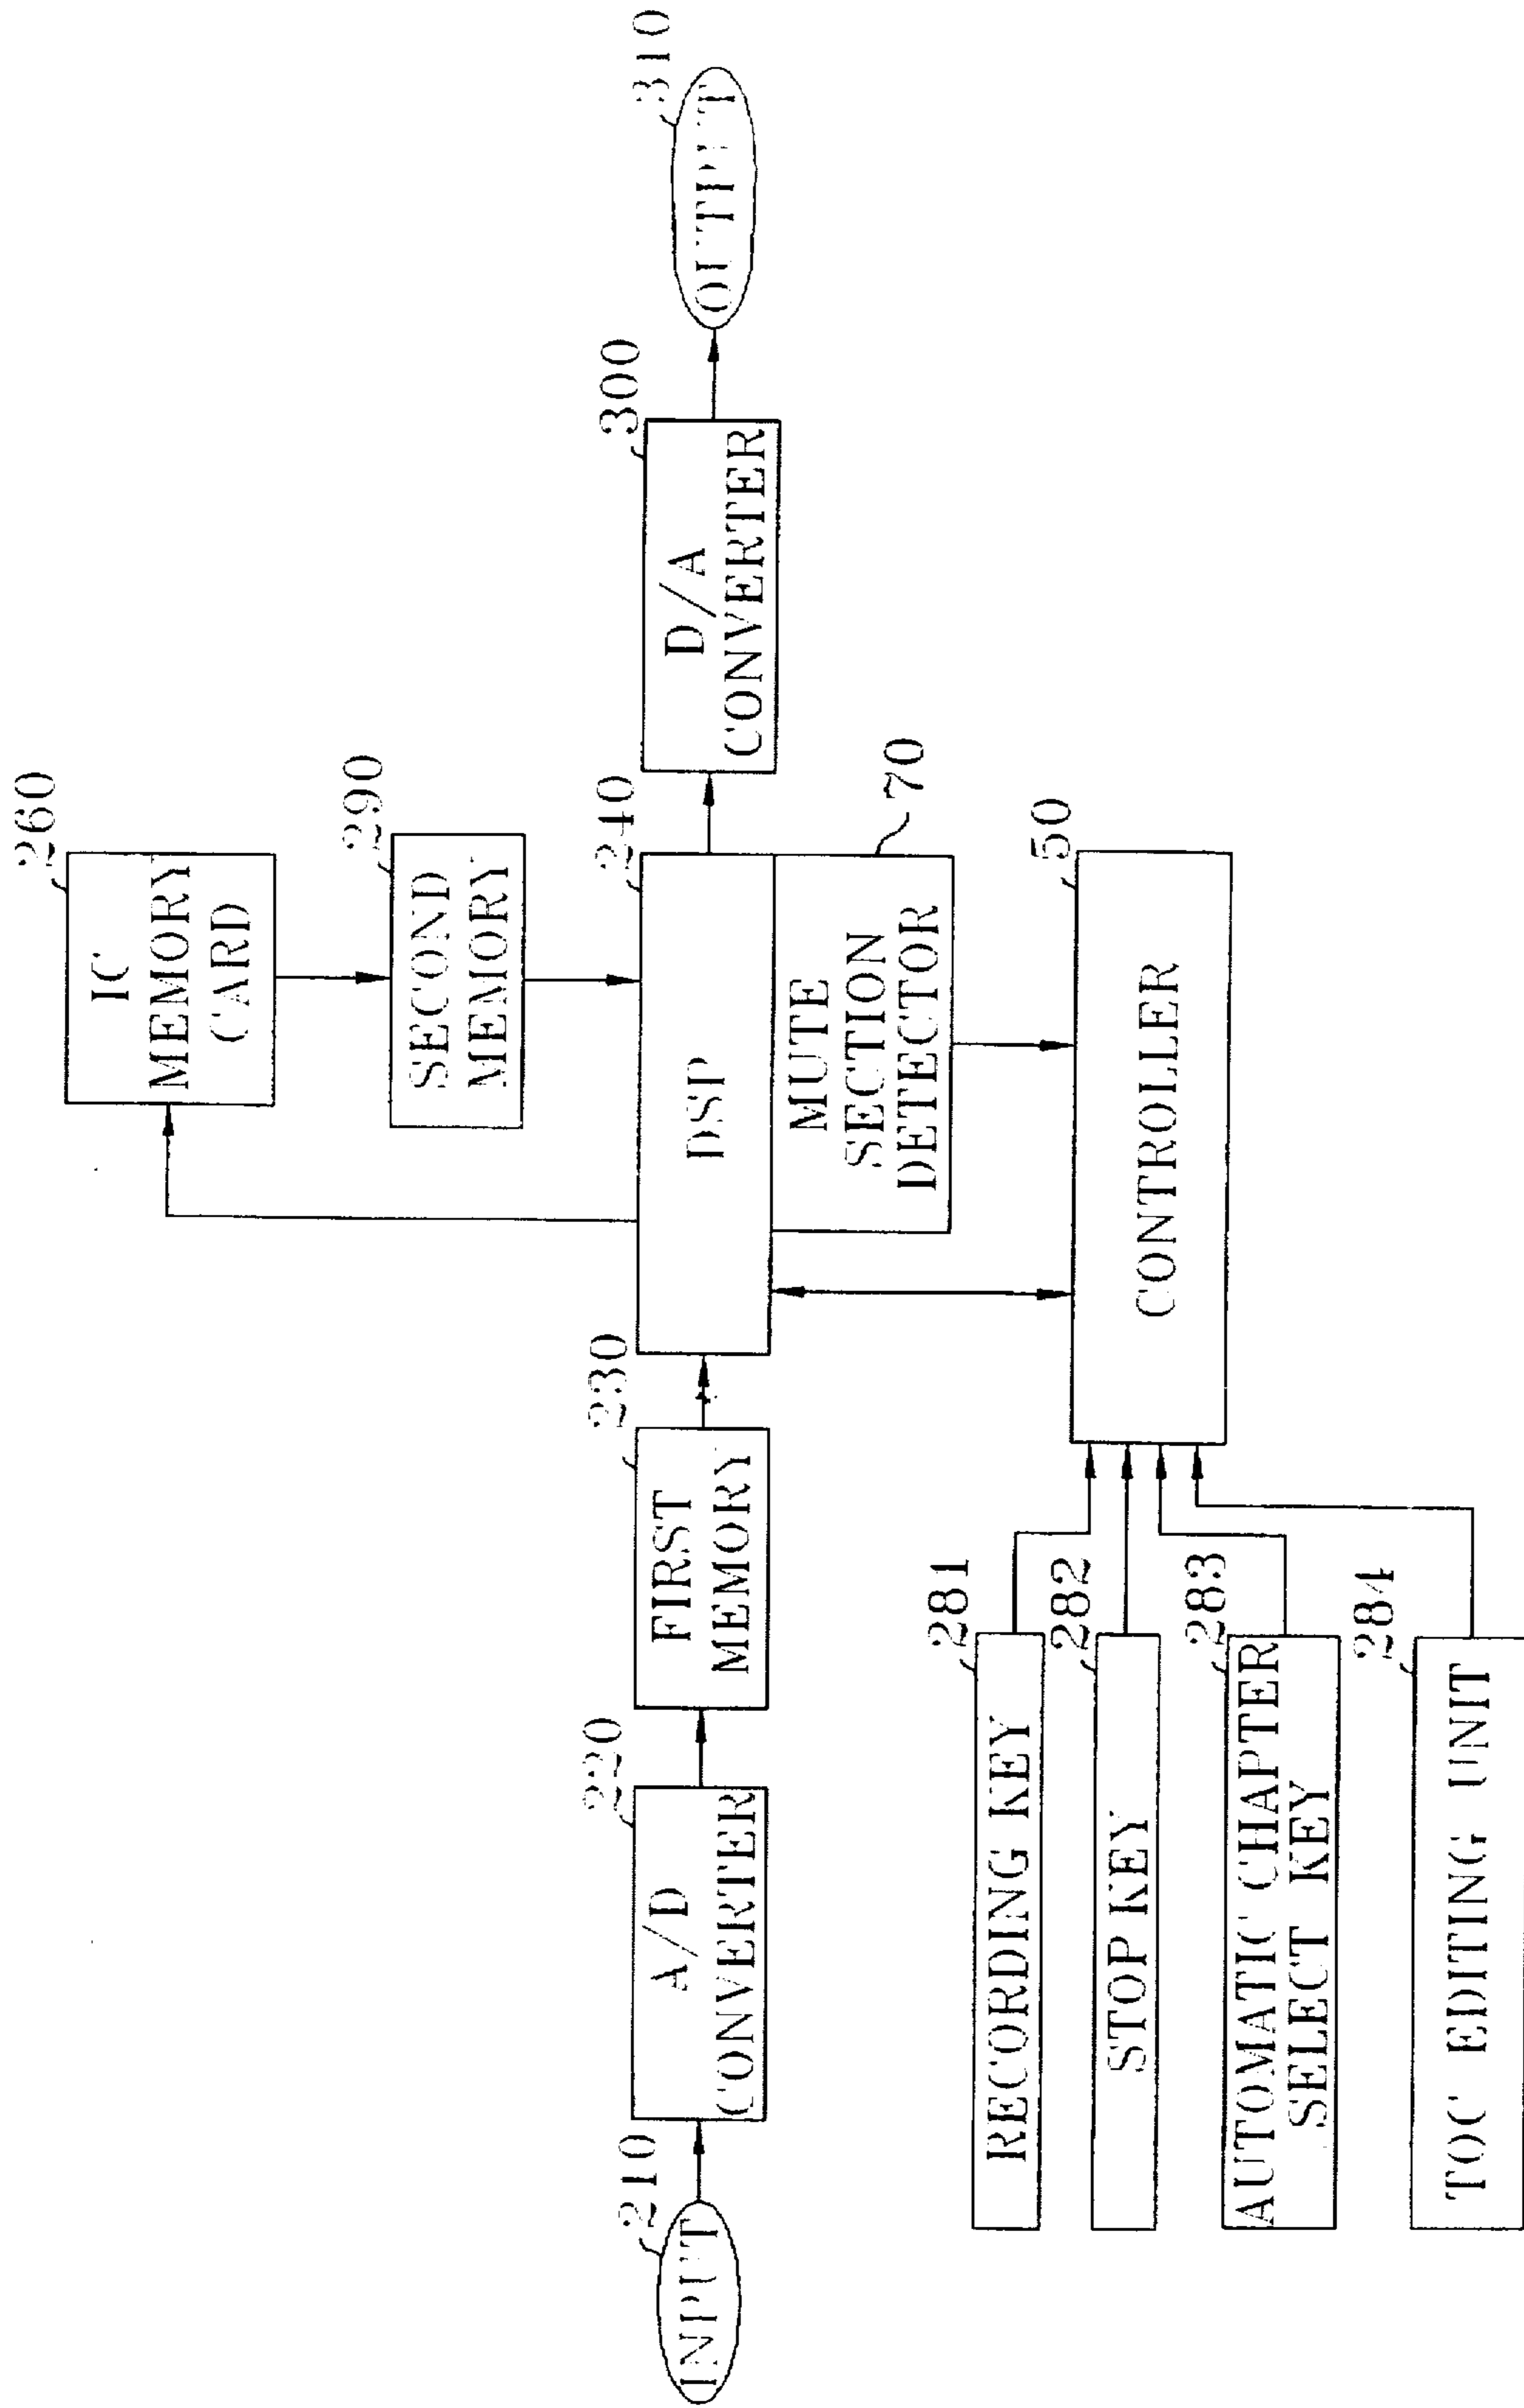 260
IC
MEMORY
CARD
290
SECOND
MEMORY
210
INPUT
220
A/D
CONVERTER
230
FIRST
MEMORY
240
DSP
300
D/A
CONVERTER
310
OUTPUT
MUTE
SECTION
DETECTOR
70
50
CONTROLLER
281
RECORDING KEY
282
STOP KEY
283
AUTOMATIC CHAPTER
SELECT KEY
284
TOC EDITING UNIT